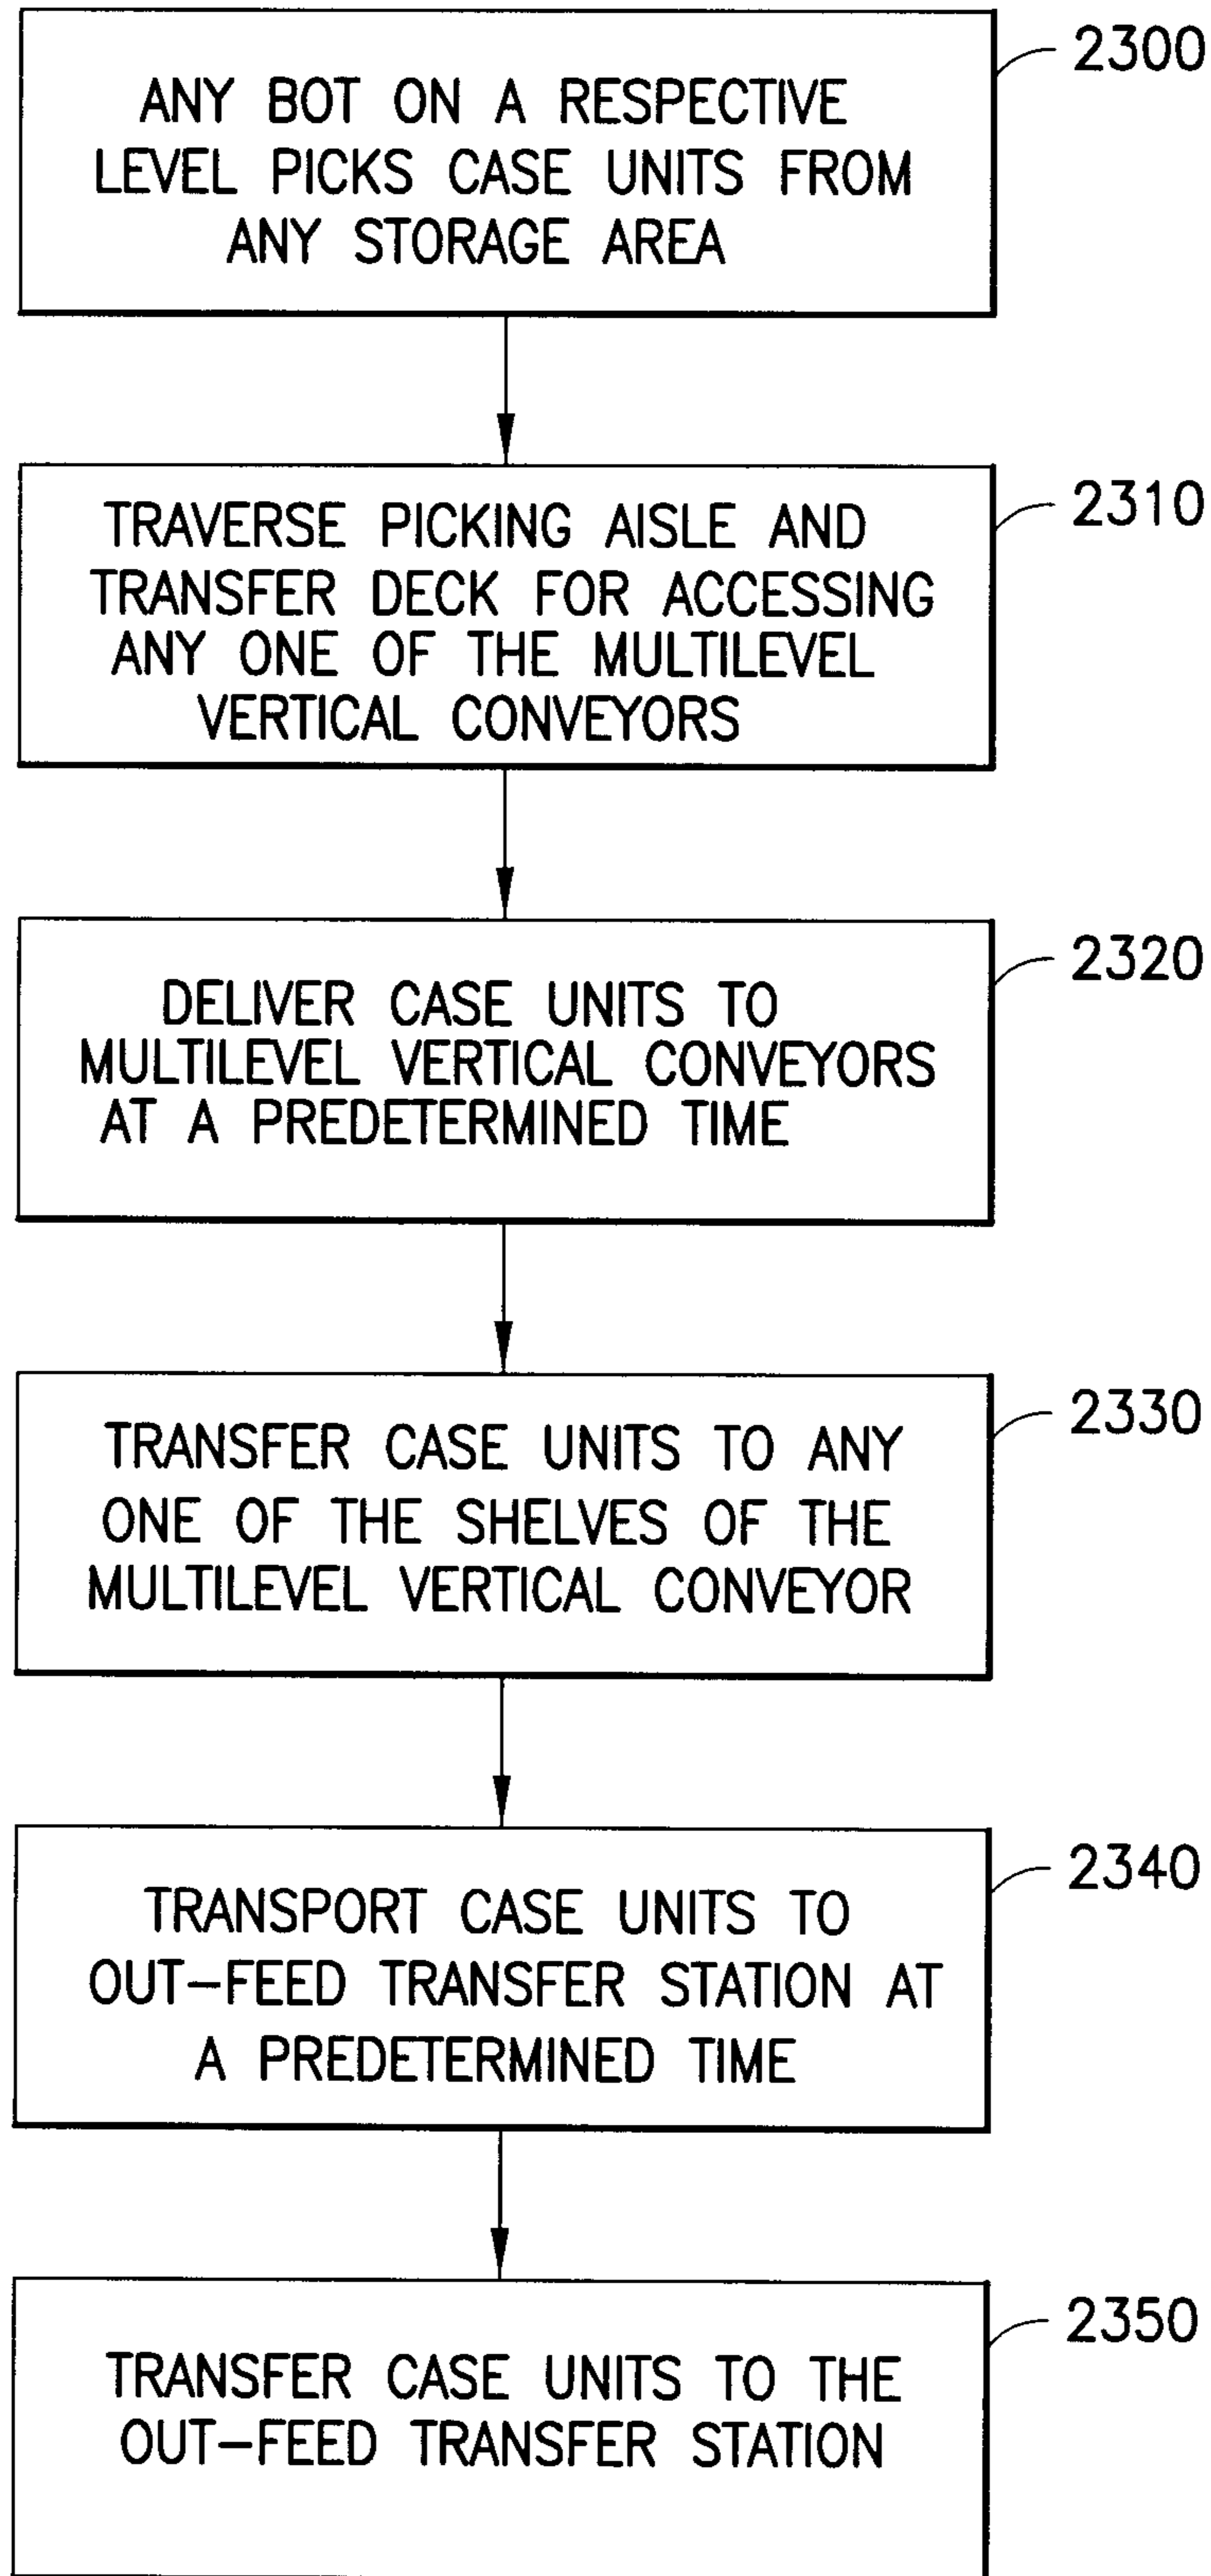 ANY BOT ON A RESPECTIVE
LEVEL PICKS CASE UNITS FROM
ANY STORAGE AREA
2300
TRAVERSE PICKING AISLE AND
TRANSFER DECK FOR ACCESSING
ANY ONE OF THE MULTILEVEL
VERTICAL CONVEYORS
2310
DELIVER CASE UNITS TO
MULTILEVEL VERTICAL CONVEYORS
AT A PREDETERMINED TIME
2320
TRANSFER CASE UNITS TO ANY
ONE OF THE SHELVES OF THE
MULTILEVEL VERTICAL CONVEYOR
2330
TRANSPORT CASE UNITS TO
OUT-FEED TRANSFER STATION AT
A PREDETERMINED TIME
2340
TRANSFER CASE UNITS TO THE
OUT-FEED TRANSFER STATION
2350